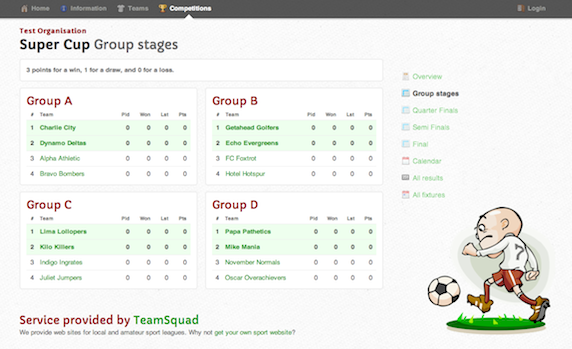 Home Information Teams Competitions Login
Test Organisation
Super Cup Group stages
3 points for a win, 1 for a draw, and 0 for a loss.
Group A
# Team Pld Won Lst Pts
1 Charlie City 0 0 0 0
2 Dynamo Deltas 0 0 0 0
3 Alpha Athletic 0 0 0 0
4 Bravo Bombers 0 0 0 0
Group B
# Team Pld Won Lst Pts
1 Getahead Golfers 0 0 0 0
2 Echo Evergreens 0 0 0 0
3 FC Foxtrot 0 0 0 0
4 Hotel Hotspur 0 0 0 0
Group C
# Team Pld Won Lst Pts
1 Lima Lollopers 0 0 0 0
2 Kilo Killers 0 0 0 0
3 Indigo Ingrates 0 0 0 0
4 Juliet Jumpers 0 0 0 0
Group D
# Team Pld Won Lst Pts
1 Papa Pathetics 0 0 0 0
2 Mike Mania 0 0 0 0
3 November Normals 0 0 0 0
4 Oscar Overachievers 0 0 0 0
Overview
Group stages
Quarter Finals
Semi Finals
Final
Calendar
All results
All fixtures
7
Service provided by TeamSquad
We provide web sites for local and amateur sport leagues. Why not get your own sport website?